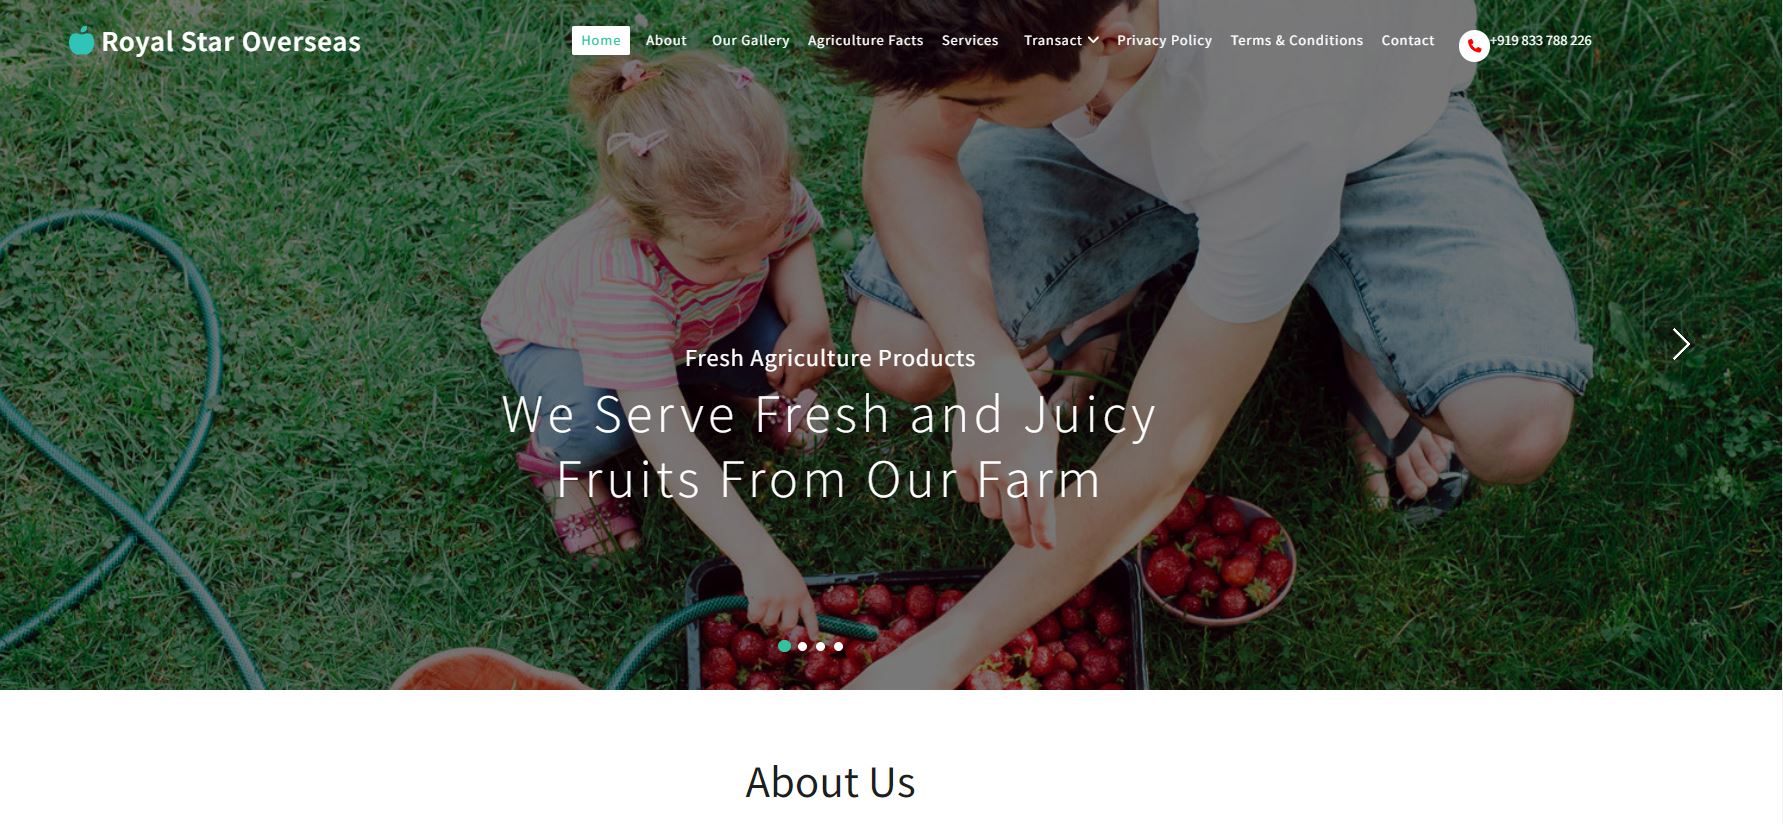 Royal Star Overseas
Home About Our Gallery Agriculture Facts Services Transact Privacy Policy Terms & Conditions Contact +919 833 788 226
Fresh Agriculture Products
We Serve Fresh and Juicy
Fruits From Our Farm
About Us